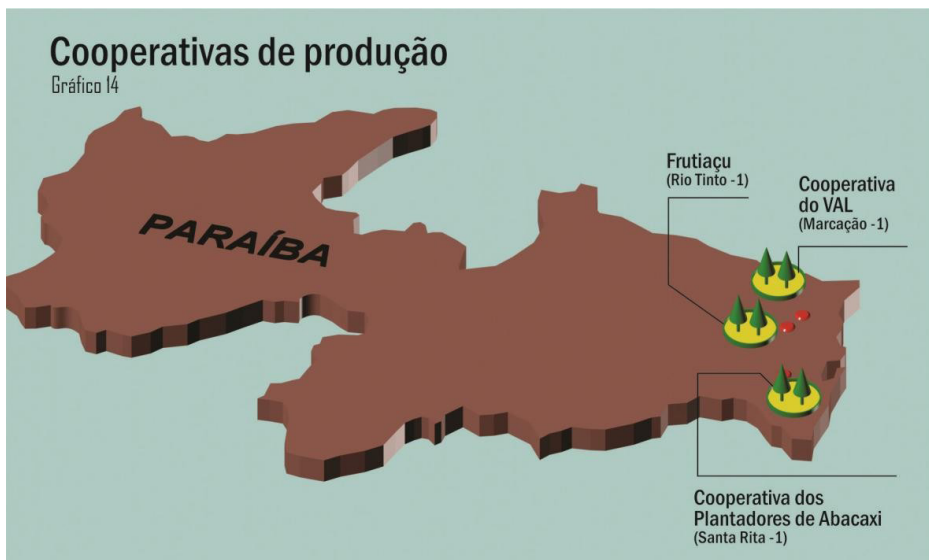 Cooperativas de produção
Gráfico 14
PARAÍBA
Frutiaçu
(Rio Tinto -1)
Cooperativa
do VAL
(Marcação -1)
Cooperativa dos
Plantadores de Abacaxi
(Santa Rita -1)